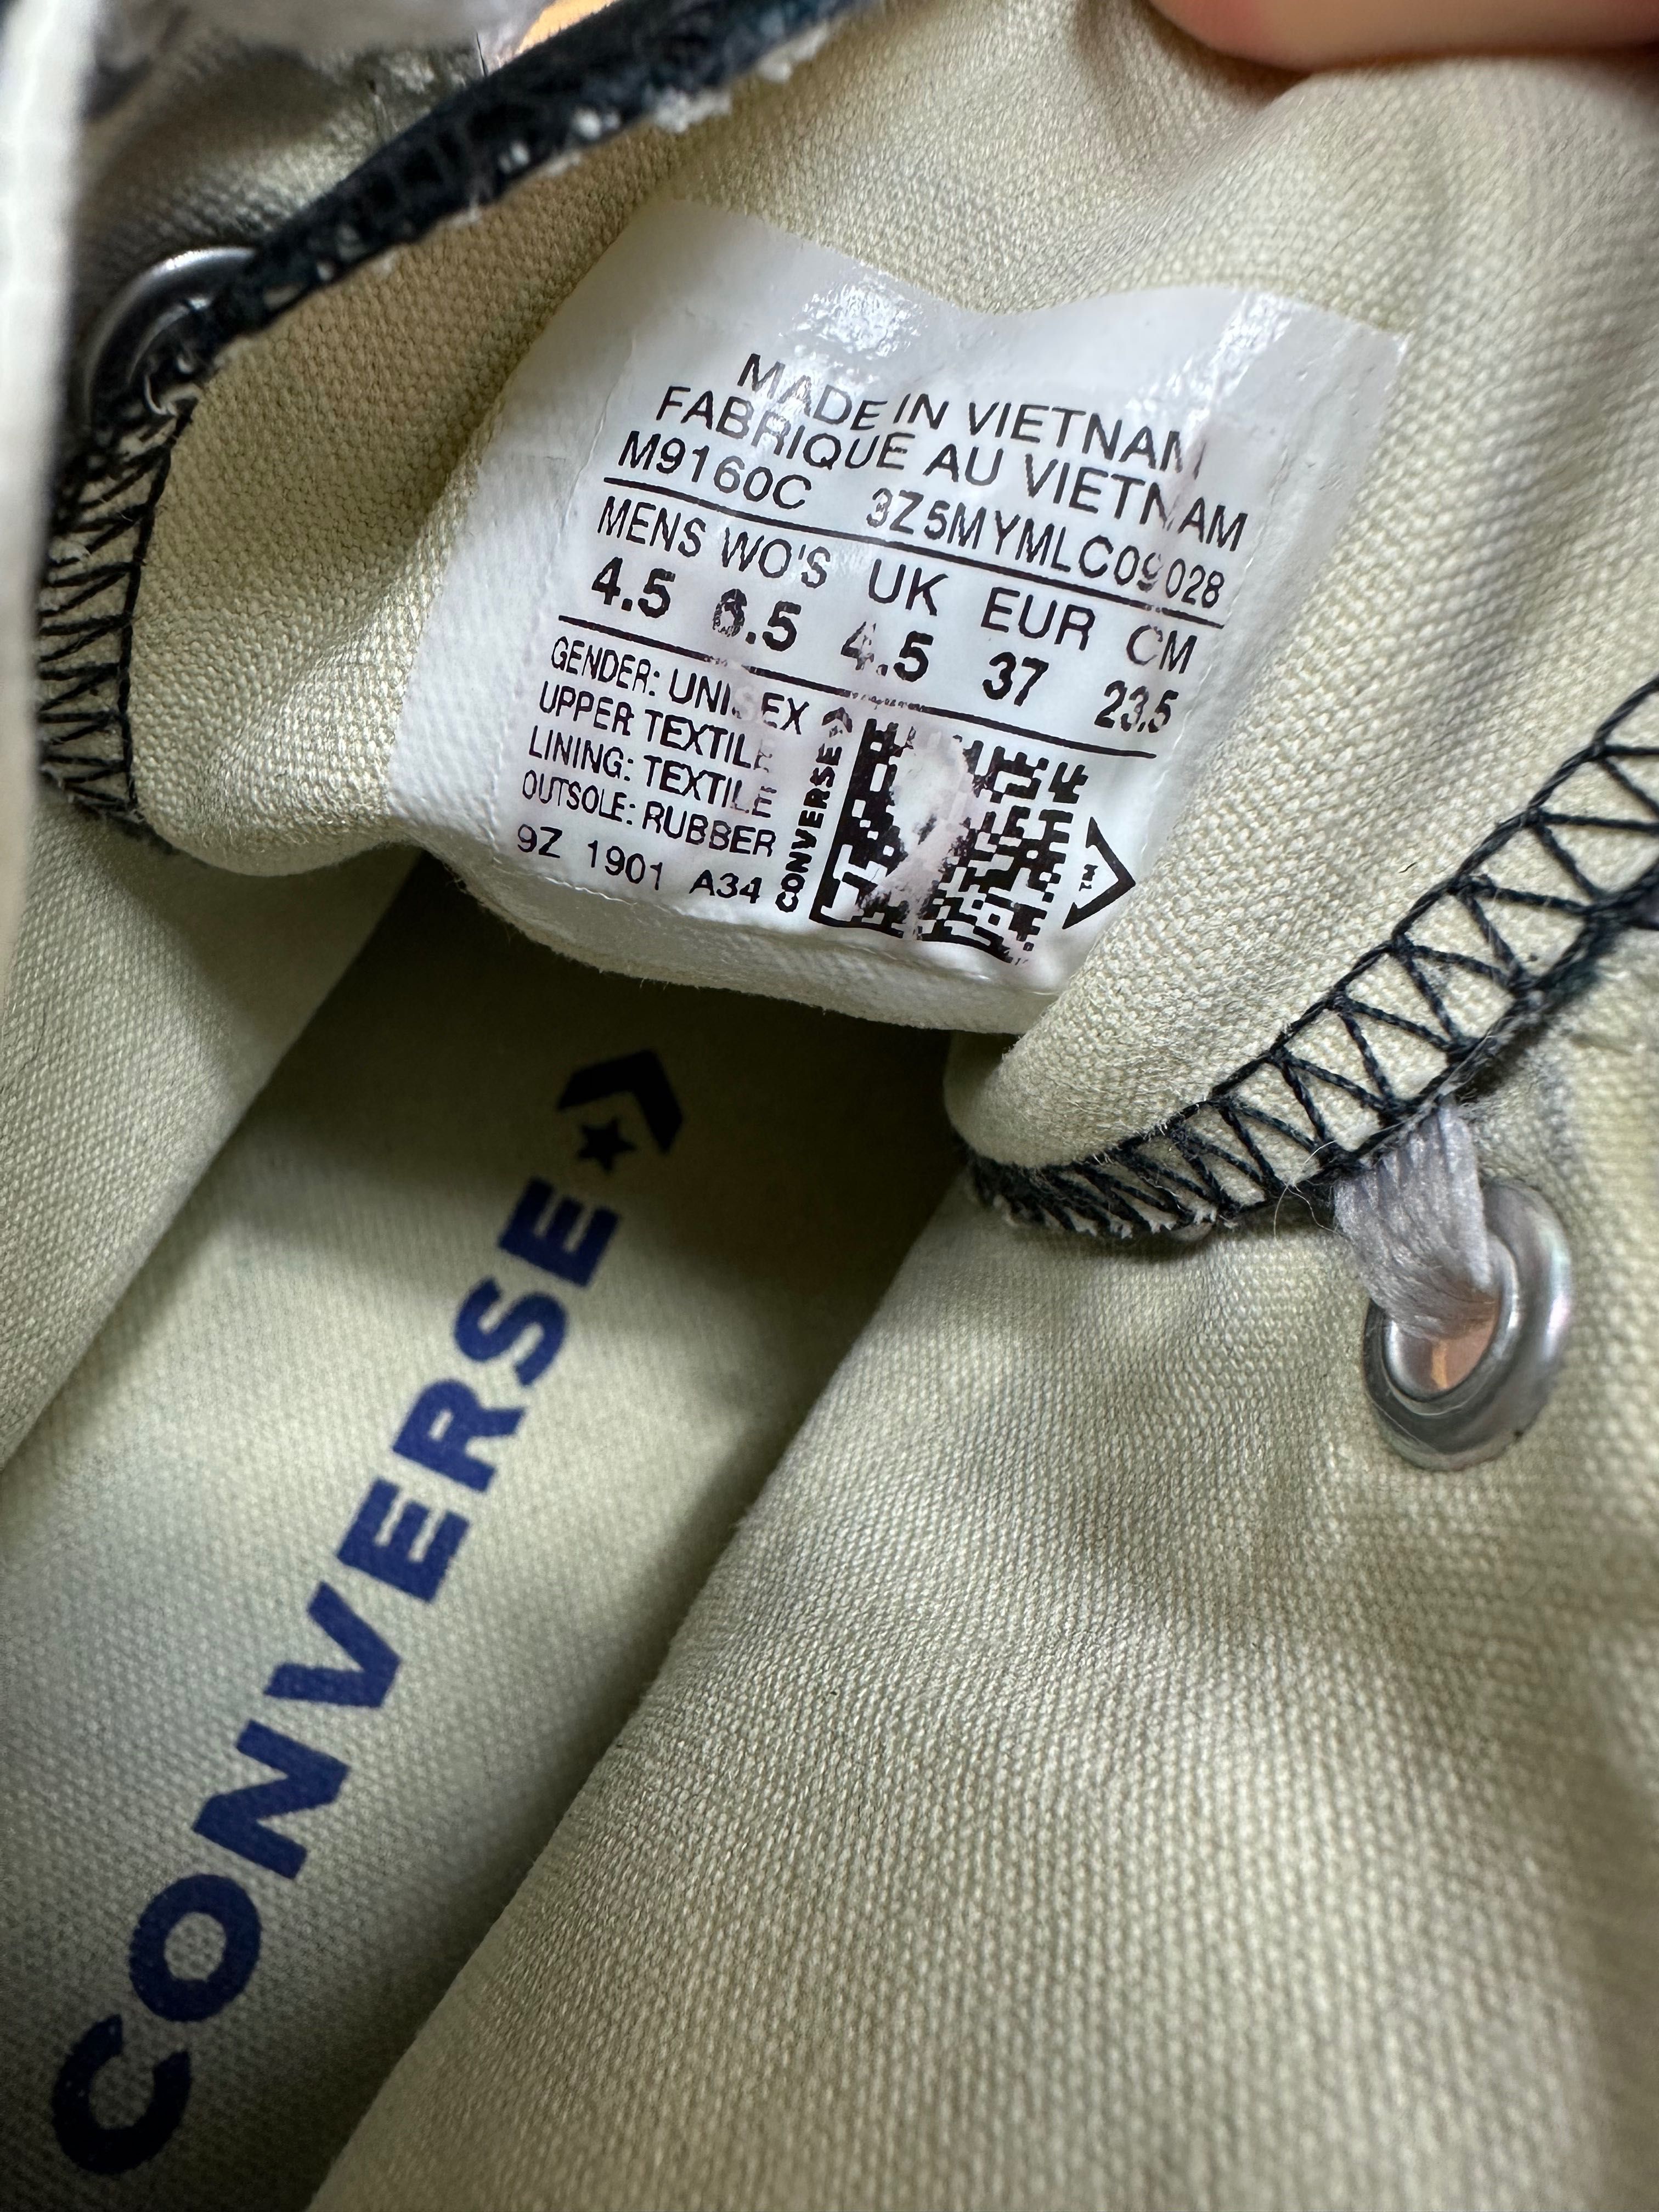 MADE IN VIETNAM
FABRIQUE AU VIETNAM
M9160C 3Z5MYMLC09028
MENS WO'S UK EUR CM
4.5 6.5 4.5 37 23.5
GENDER: UNISEX
UPPER TEXTILE
LINING: TEXTILE
OUTSOLE: RUBBER
9Z 1901 A34
CONVERSE
TM
CONVERSE